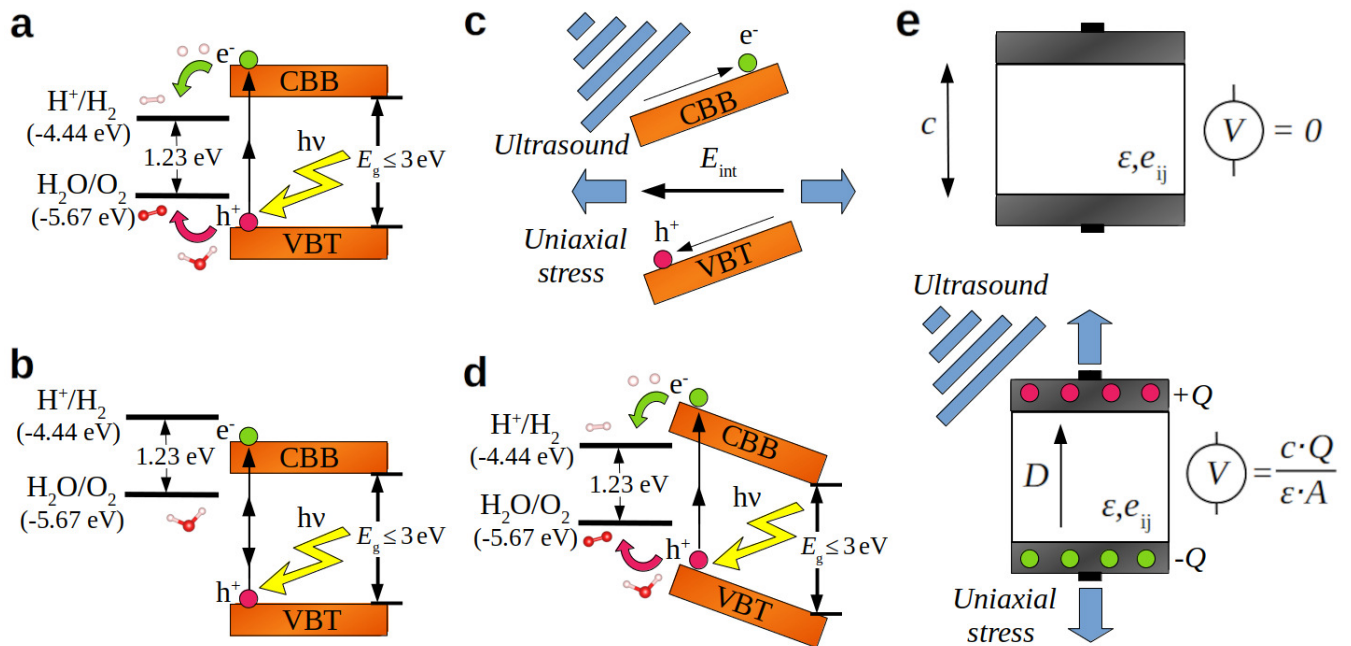 a
e⁻
CBB
H⁺/H₂
(-4.44 eV)
1.23 eV
hν
E_g ≤ 3 eV
H₂O/O₂
(-5.67 eV)
h⁺
VBT
b
H⁺/H₂
(-4.44 eV)
e⁻
CBB
1.23 eV
H₂O/O₂
(-5.67 eV)
hν
E_g ≤ 3 eV
h⁺
VBT
c
e⁻
CBB
Ultrasound
E_int
Uniaxial
stress
h⁺
VBT
d
e⁻
H⁺/H₂
(-4.44 eV)
CBB
1.23 eV
hν
H₂O/O₂
(-5.67 eV)
h⁺
E_g ≤ 3 eV
VBT
e
c
ε,e_ij
V = 0
Ultrasound
+Q
D
V = c·Q
ε·A
ε,e_ij
-Q
Uniaxial
stress